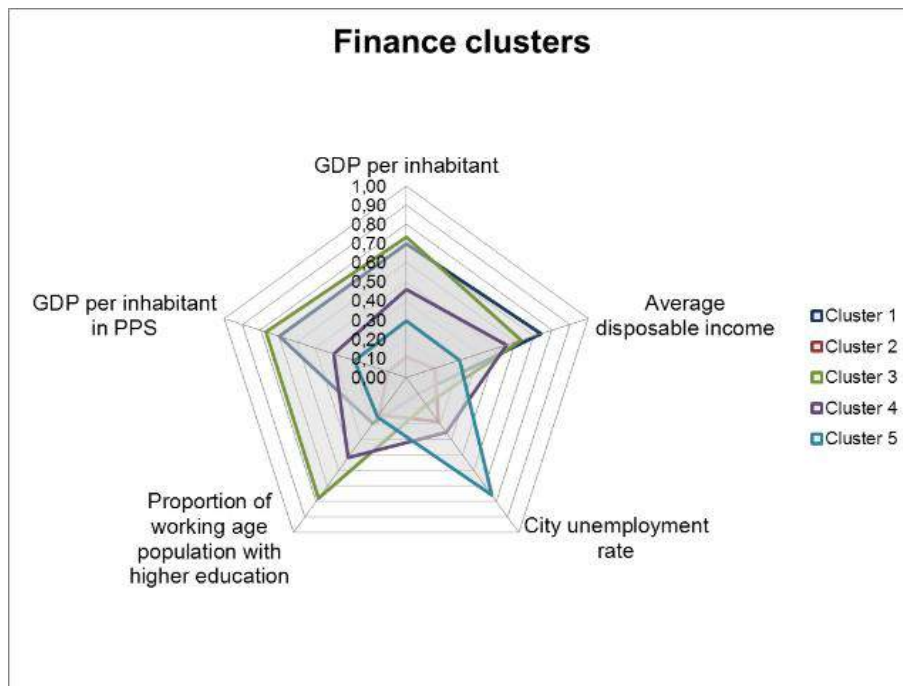 Finance clusters
GDP per inhabitant
1,00
0,90
0,80
0,70
0,60
0,50
0,40
0,30
0,20
0,10
0,00
GDP per inhabitant
in PPS
Average
disposable income
Cluster 1
Cluster 2
Cluster 3
Cluster 4
Cluster 5
Proportion of
working age
population with
higher education
City unemployment
rate